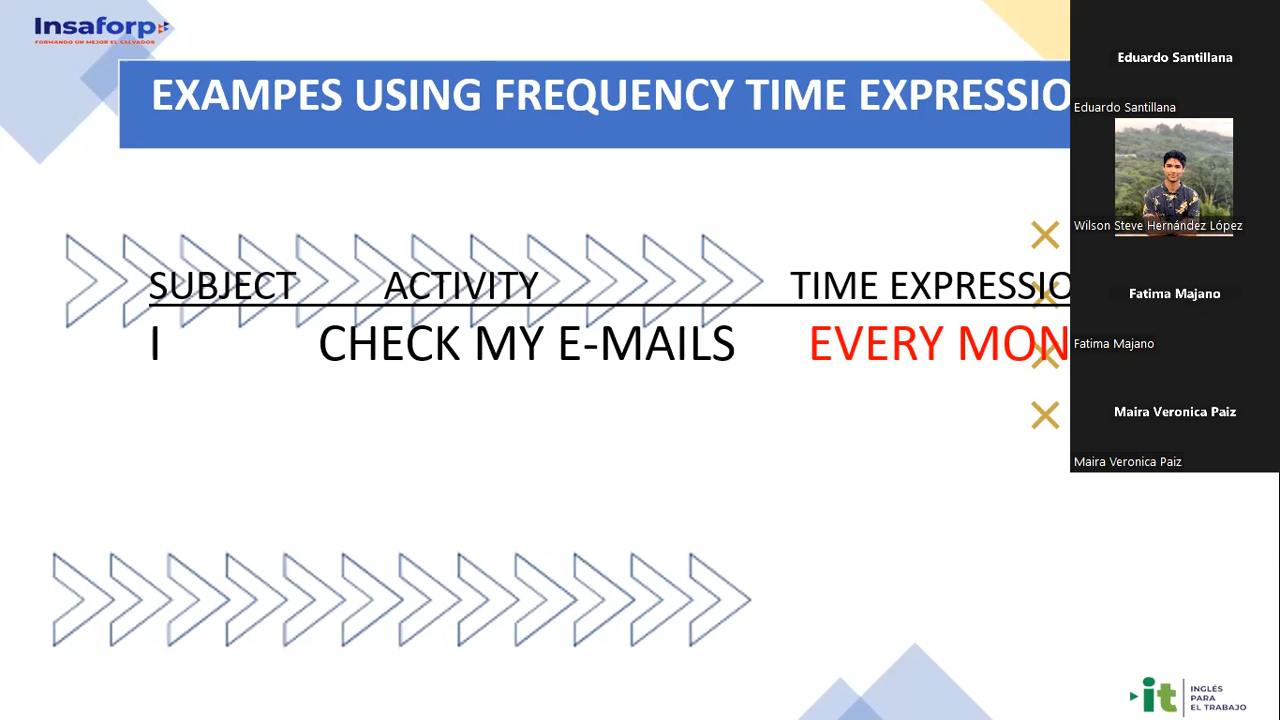 Insaforp
FORMANDO UN MEJOR EL SALVADOR
EXAMPES USING FREQUENCY TIME EXPRESSIO
SUBJECT ACTIVITY TIME EXPRESSIO
I CHECK MY E-MAILS EVERY MON
Eduardo Santillana
Eduardo Santillana
Wilson Steve Hernández López
Fatima Majano
Fatima Majano
Maira Veronica Paiz
Maira Veronica Paiz
it
INGLÉS
PARA
EL TRABAJO